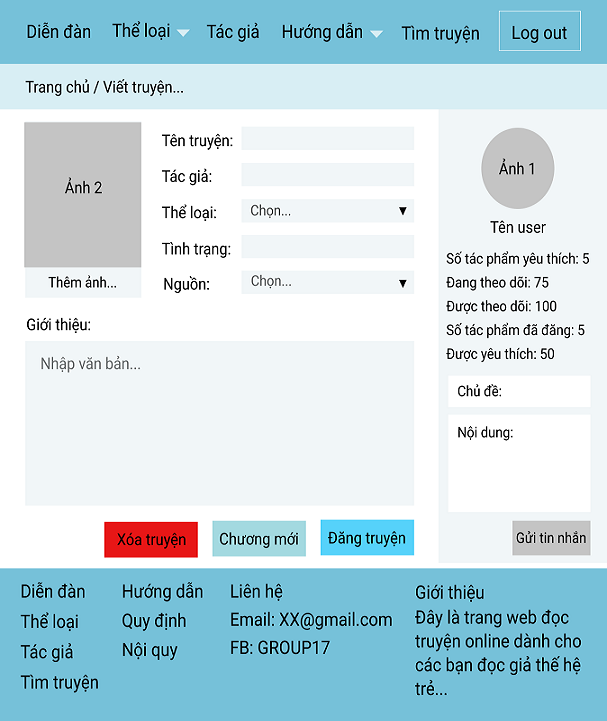 Diễn đàn Thể loại Tác giả Hướng dẫn Tìm truyện Log out
Trang chủ / Viết truyện...
Ảnh 2
Thêm ảnh...
Tên truyện:
Tác giả:
Thể loại: Chọn...
Tình trạng:
Nguồn: Chọn...
Giới thiệu:
Nhập văn bản...
Xóa truyện Chương mới Đăng truyện
Ảnh 1
Tên user
Số tác phẩm yêu thích: 5
Đang theo dõi: 75
Được theo dõi: 100
Số tác phẩm đã đăng: 5
Được yêu thích: 50
Chủ đề:
Nội dung:
Gửi tin nhắn
Diễn đàn
Thể loại
Tác giả
Tìm truyện
Hướng dẫn
Quy định
Nội quy
Liên hệ
Email: XX@gmail.com
FB: GROUP17
Giới thiệu
Đây là trang web đọc
truyện online dành cho
các bạn đọc giả thế hệ
trẻ...